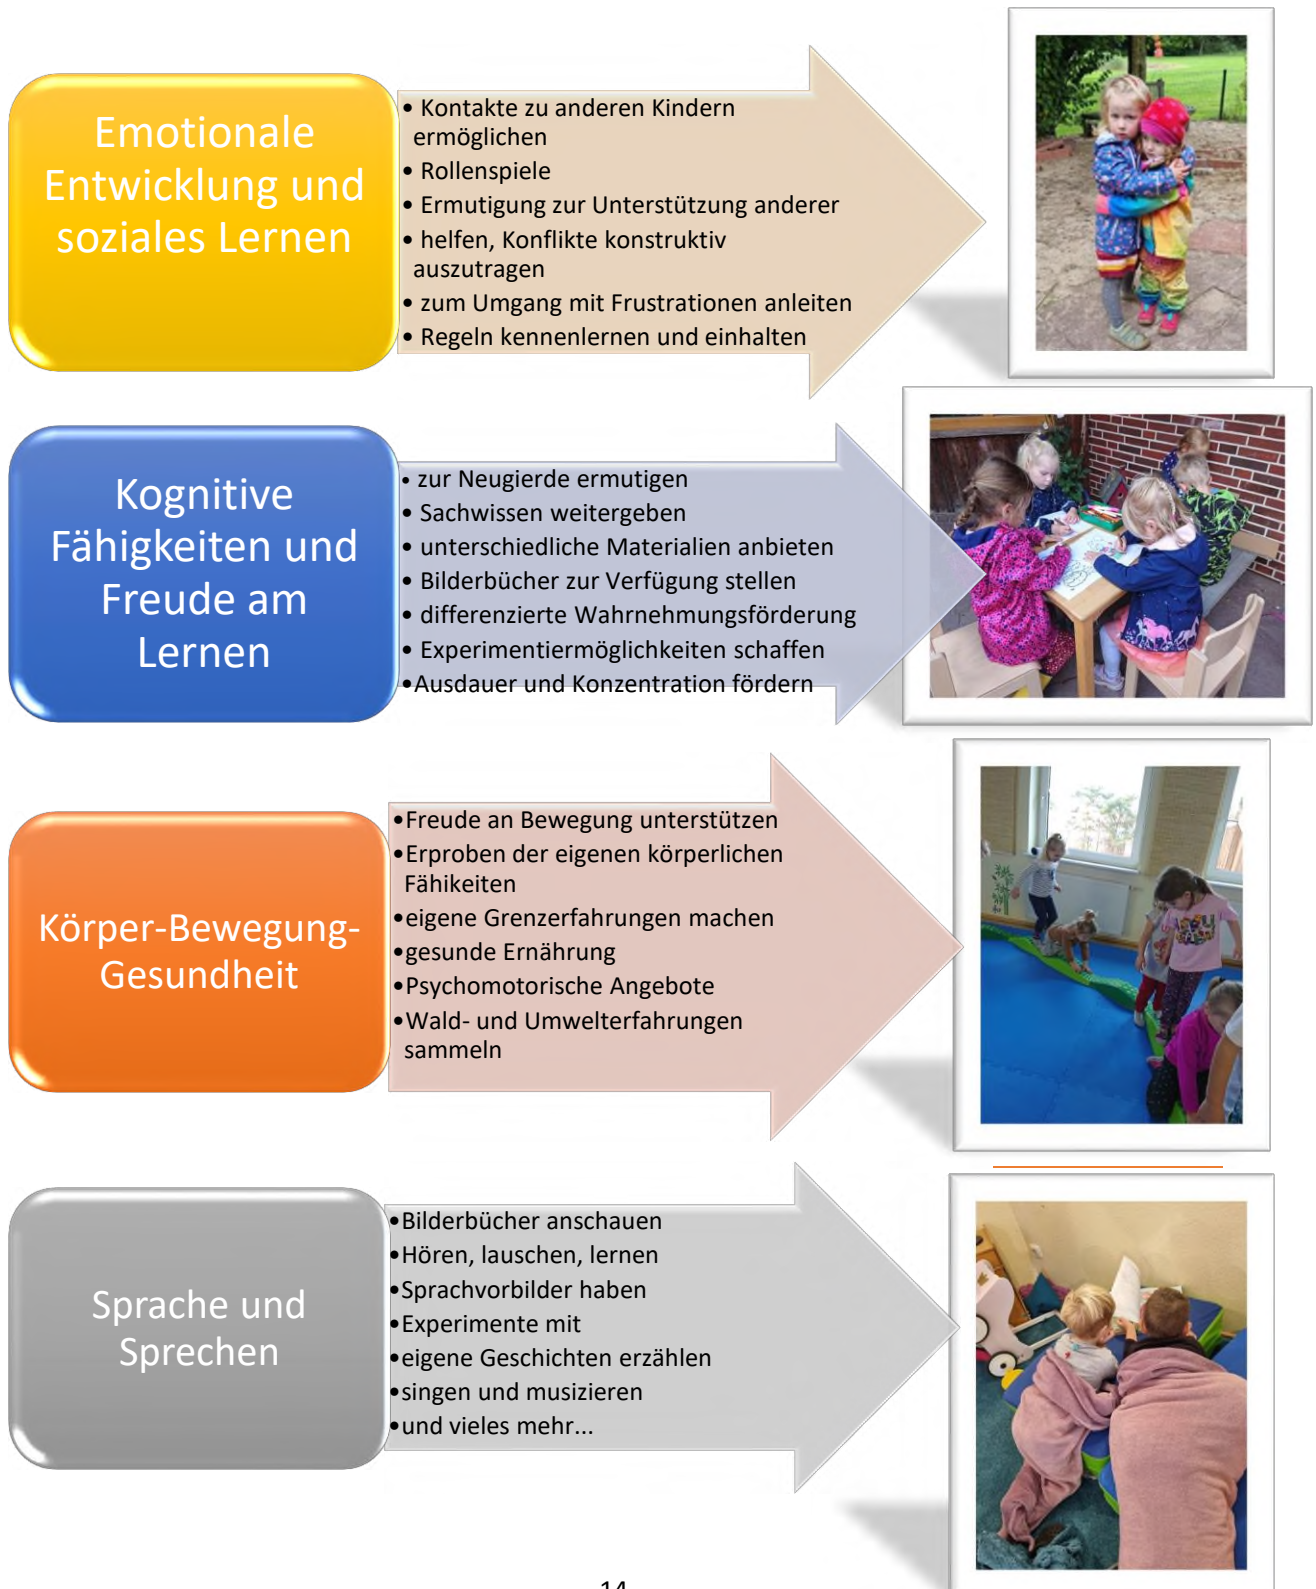 Emotionale
Entwicklung und
soziales Lernen
• Kontakte zu anderen Kindern
ermöglichen
• Rollenspiele
• Ermutigung zur Unterstützung anderer
• helfen, Konflikte konstruktiv
auszutragen
• zum Umgang mit Frustrationen anleiten
• Regeln kennenlernen und einhalten
Kognitive
Fähigkeiten und
Freude am
Lernen
• zur Neugierde ermutigen
• Sachwissen weitergeben
• unterschiedliche Materialien anbieten
• Bilderbücher zur Verfügung stellen
• differenzierte Wahrnehmungsförderung
• Experimentiermöglichkeiten schaffen
•Ausdauer und Konzentration fördern
Körper-Bewegung-
Gesundheit
•Freude an Bewegung unterstützen
•Erproben der eigenen körperlichen
Fähikeiten
•eigene Grenzerfahrungen machen
•gesunde Ernährung
•Psychomotorische Angebote
•Wald- und Umwelterfahrungen
sammeln
Sprache und
Sprechen
•Bilderbücher anschauen
•Hören, lauschen, lernen
•Sprachvorbilder haben
•Experimente mit
•eigene Geschichten erzählen
•singen und musizieren
•und vieles mehr...
14